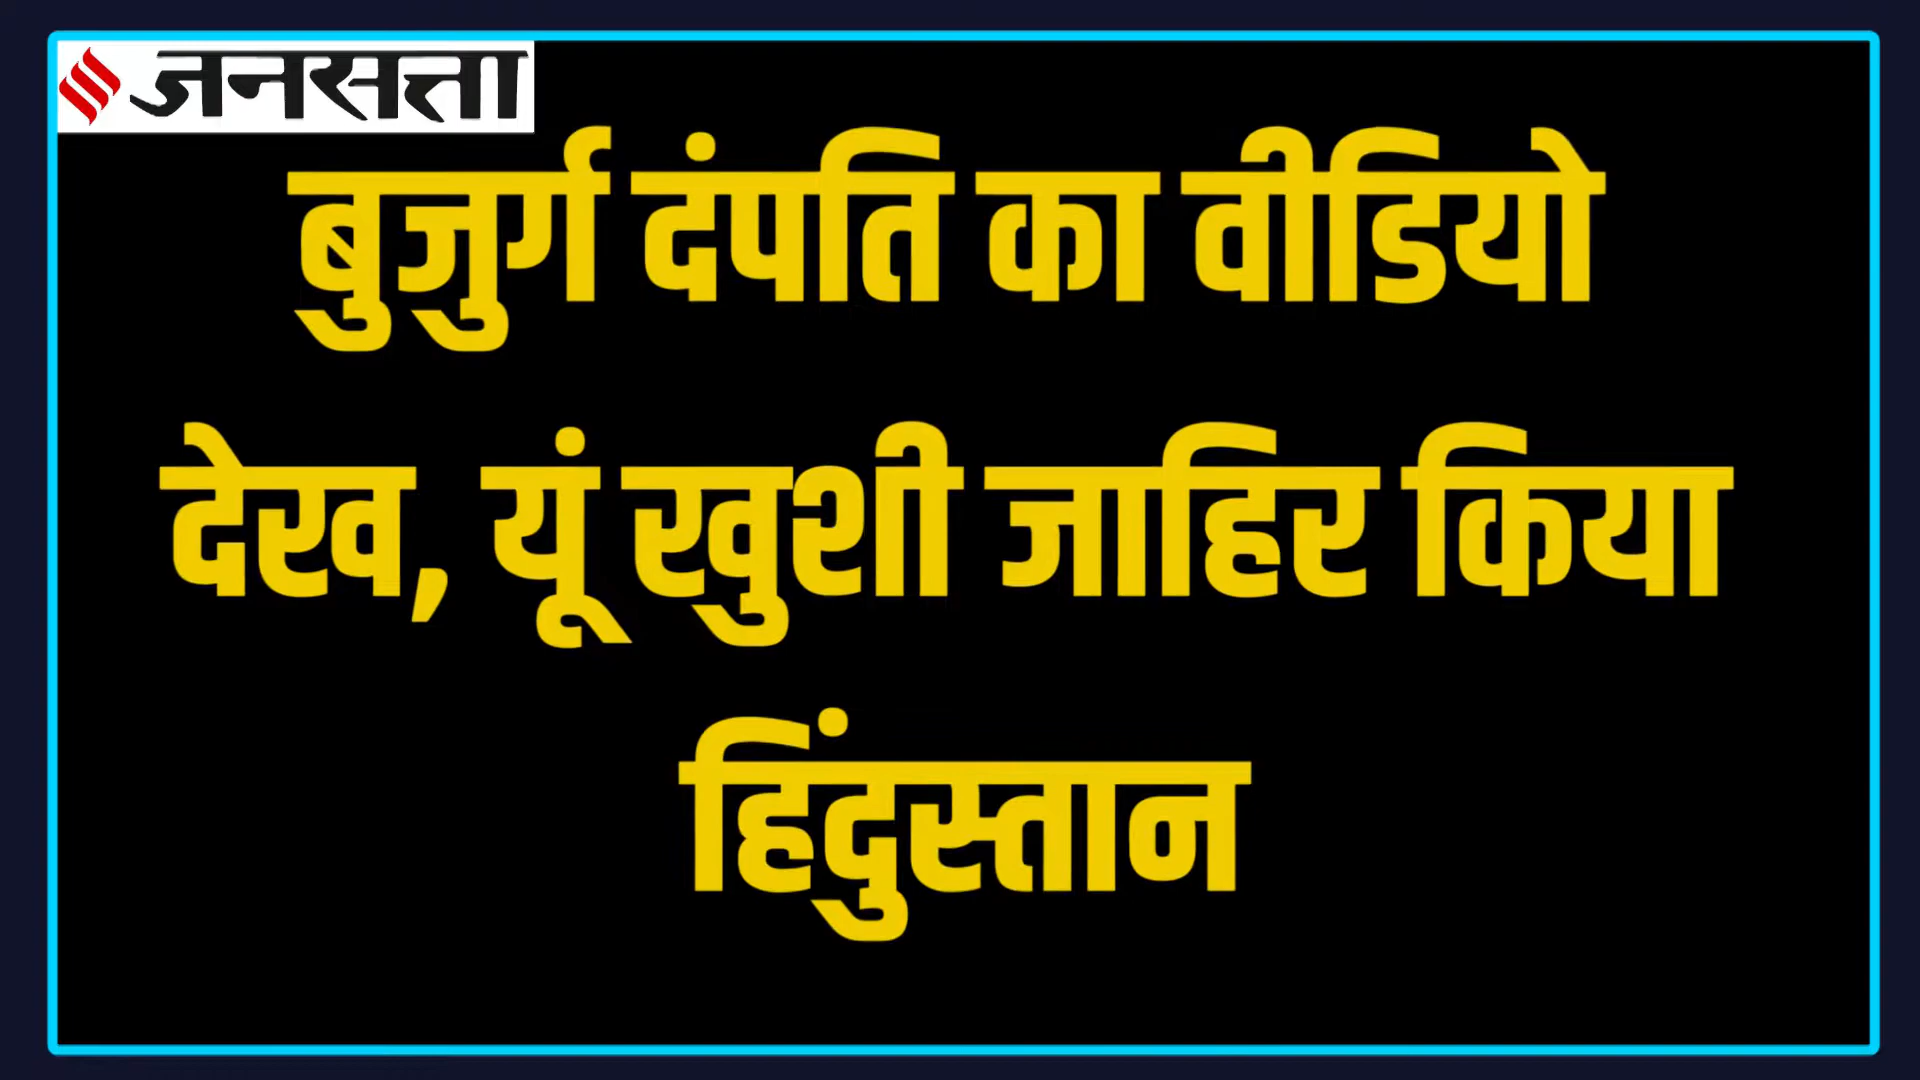 जनसत्ता
बुजुर्ग दंपति का वीडियो
देख, यूं खुशी जाहिर किया
हिंदुस्तान